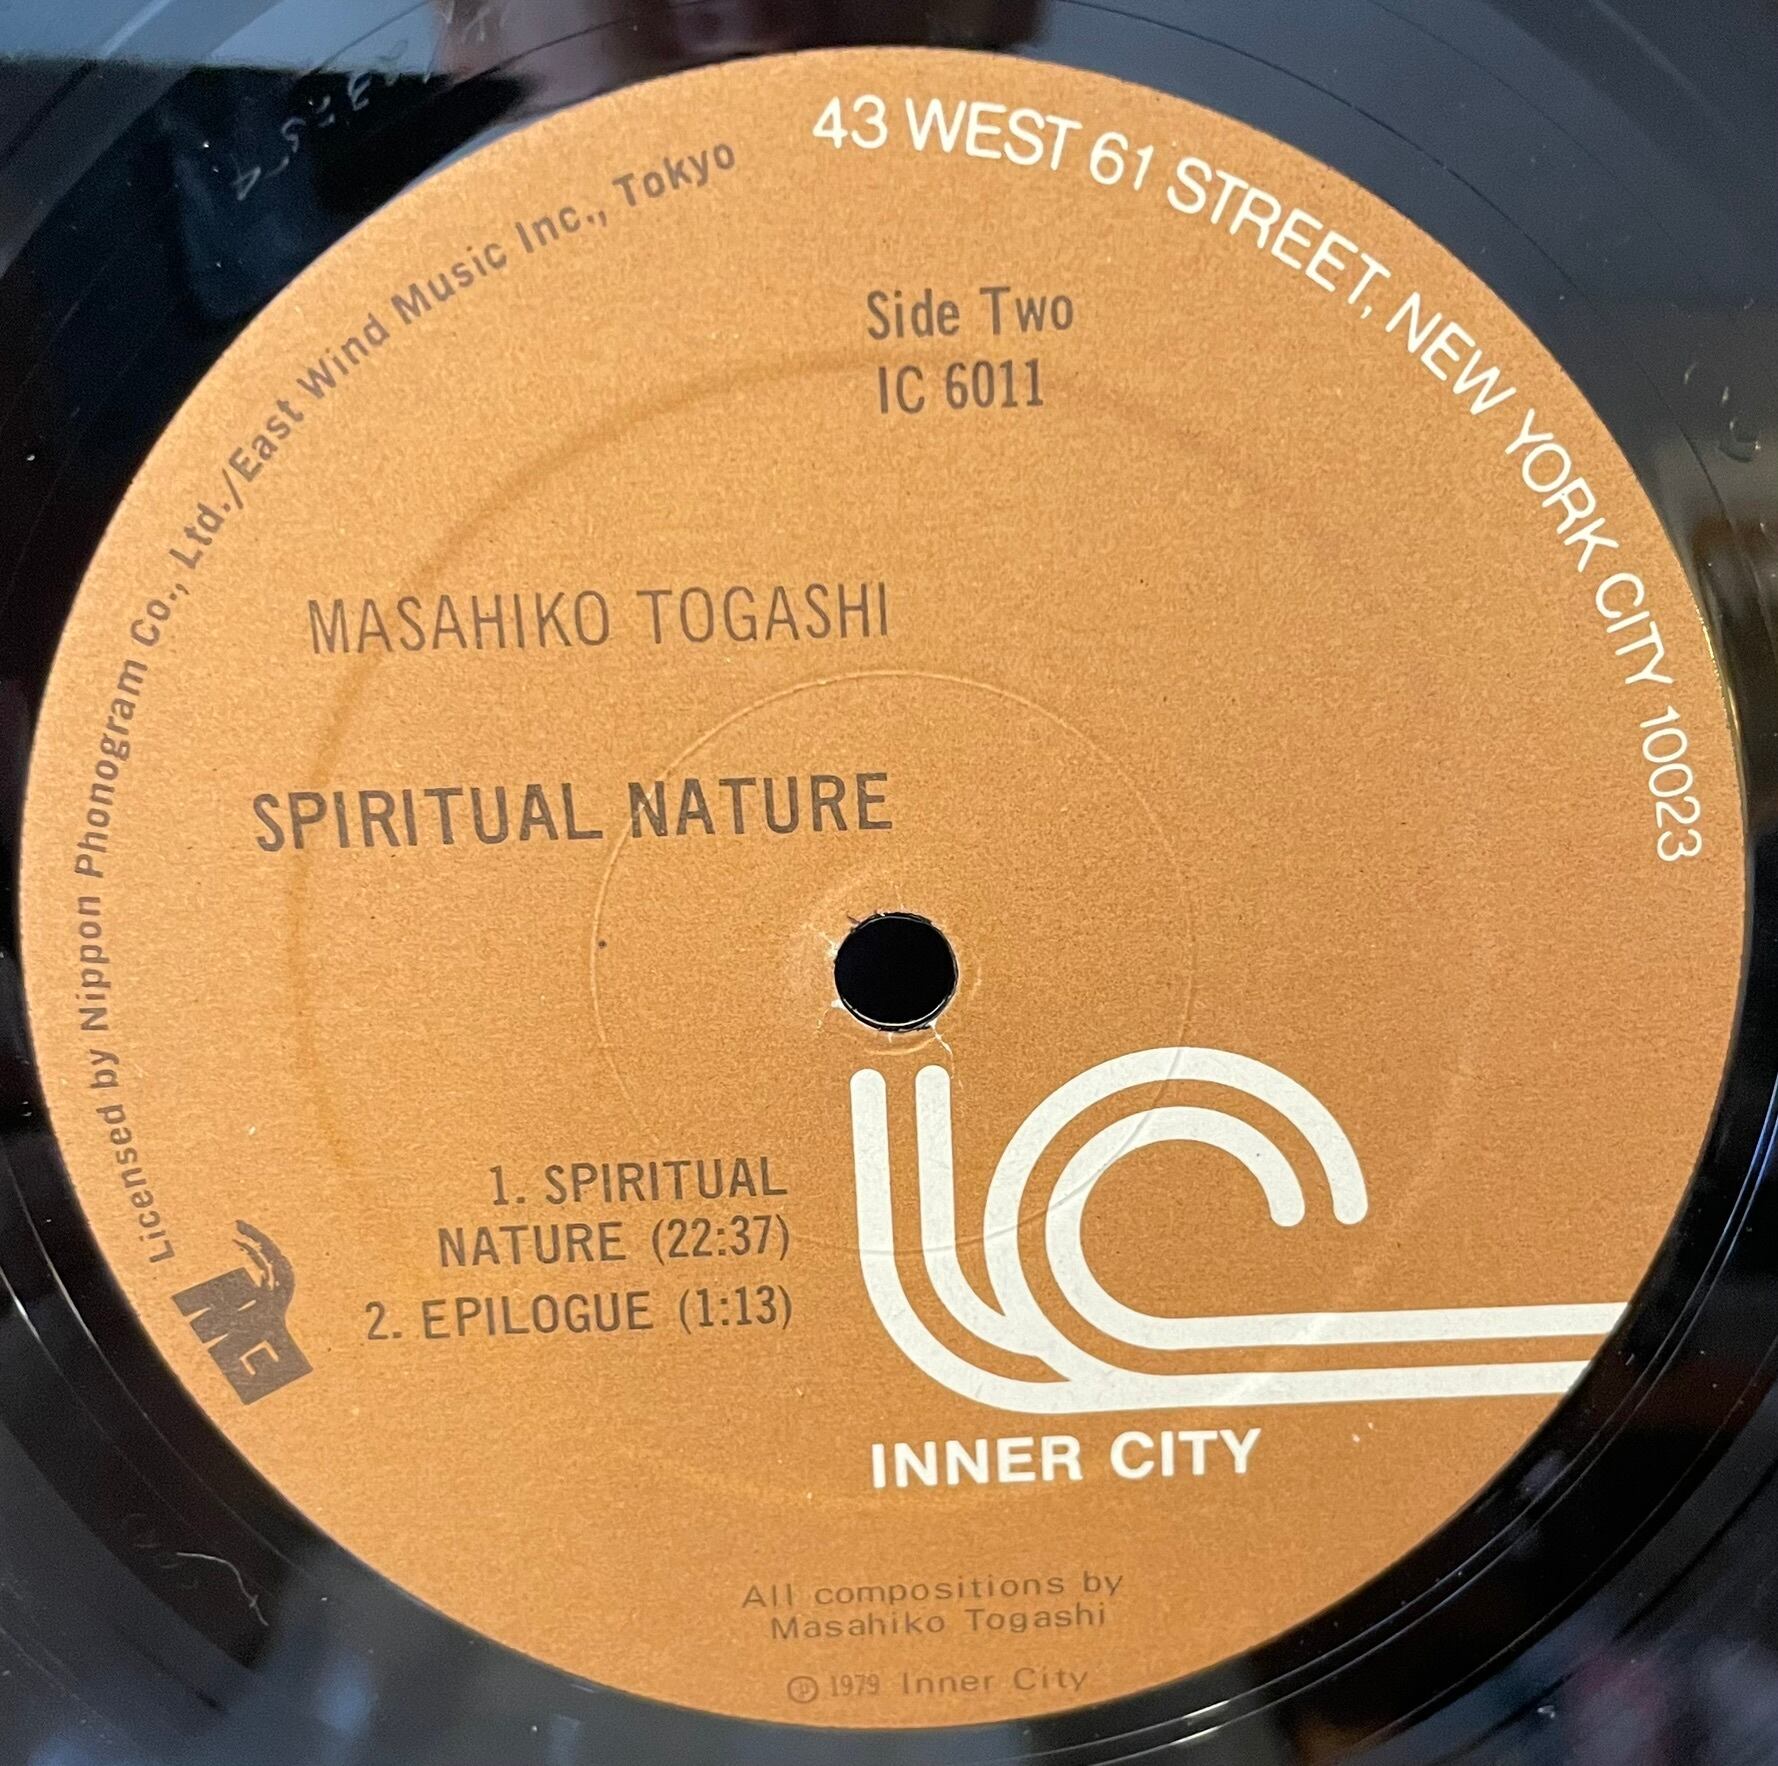 43 WEST 61 STREET, NEW YORK CITY 10023
Licensed by Nippon Phonogram Co., Ltd./East Wind Music Inc., Tokyo
Side Two
IC 6011
MASAHIKO TOGASHI
SPIRITUAL NATURE
1. SPIRITUAL
NATURE (22:37)
2. EPILOGUE (1:13)
INNER CITY
All compositions by
Masahiko Togashi
℗ 1979 Inner City